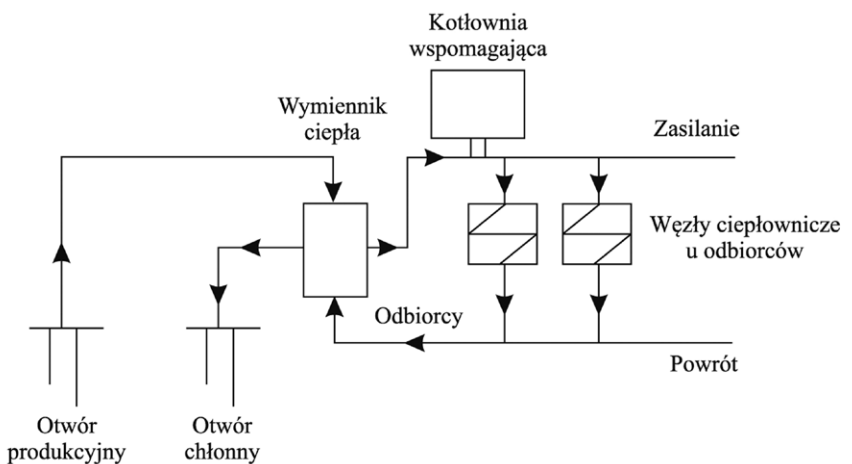 Kotłownia
wspomagająca
Wymiennik
ciepła
Zasilanie
Węzły ciepłownicze
u odbiorców
Odbiorcy
Powrót
Otwór
produkcyjny
Otwór
chłonny